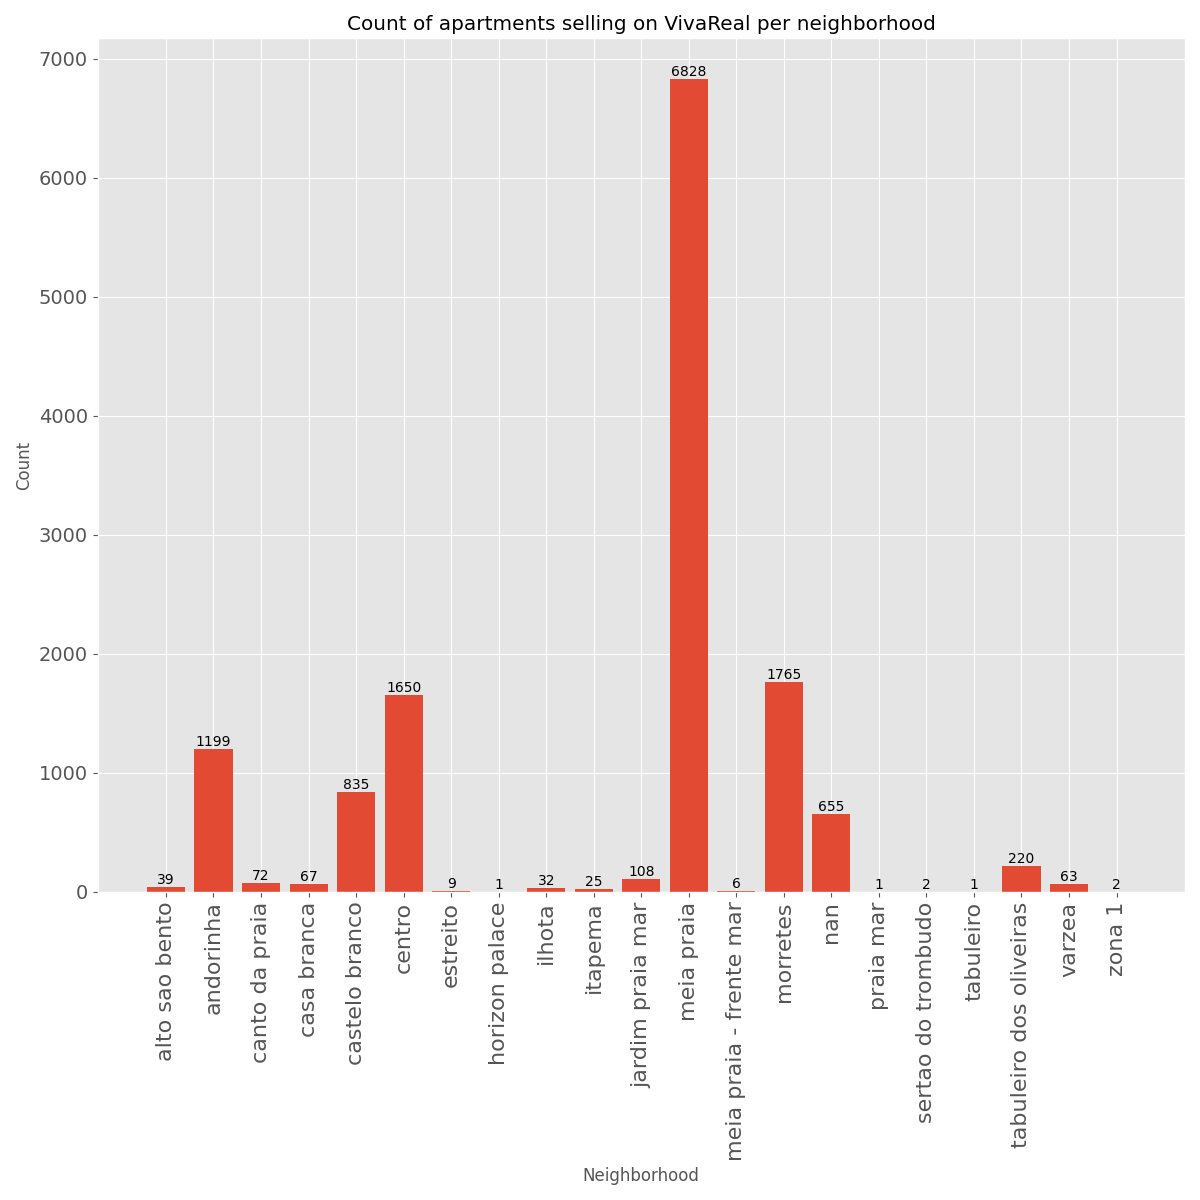 Count of apartments selling on VivaReal per neighborhood
Count
7000
6000
5000
4000
3000
2000
1000
0
39
1199
72
67
835
1650
9
1
32
25
108
6828
6
1765
655
1
2
1
220
63
2
alto sao bento
andorinha
canto da praia
casa branca
castelo branco
centro
estreito
horizon palace
ilhota
itapema
jardim praia mar
meia praia
meia praia - frente mar
morretes
nan
praia mar
sertao do trombudo
tabuleiro
tabuleiro dos oliveiras
varzea
zona 1
Neighborhood